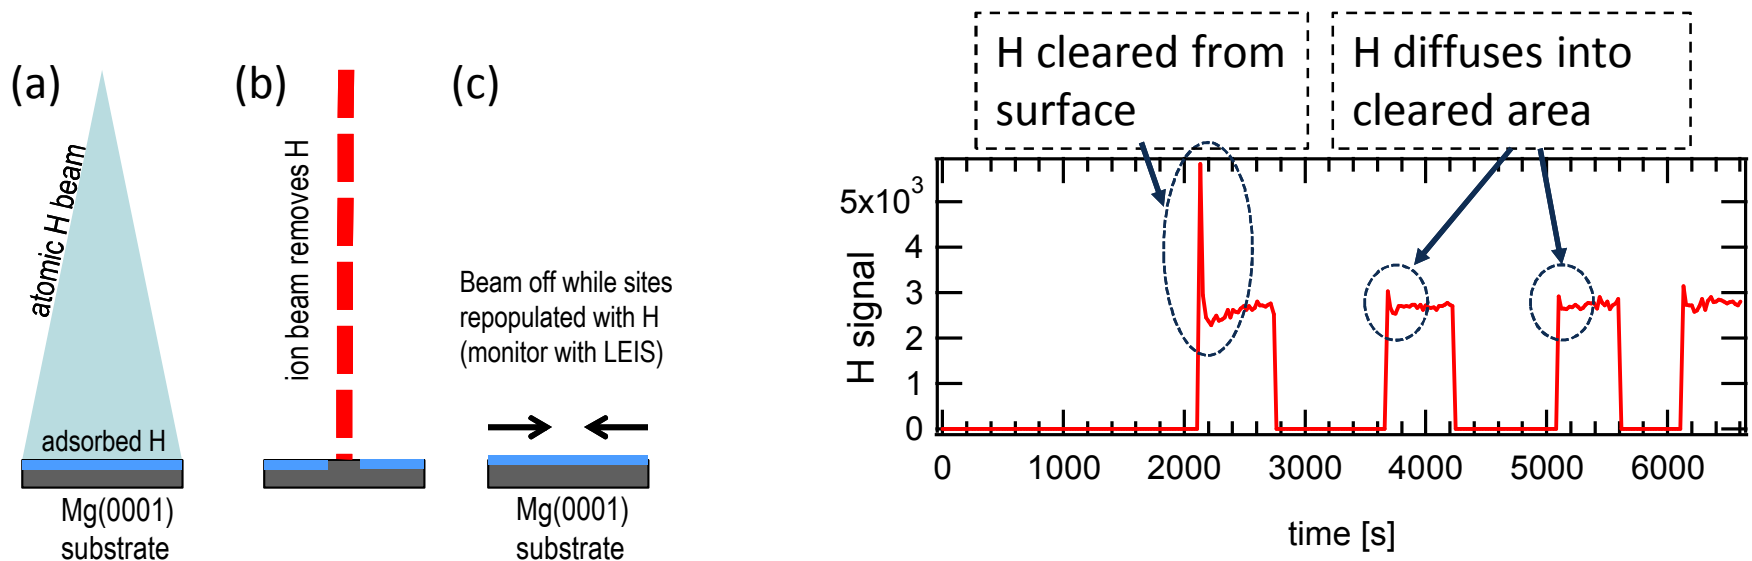 (a)
atomic H beam
adsorbed H
Mg(0001)
substrate
(b)
ion beam removes H
(c)
Beam off while sites
repopulated with H
(monitor with LEIS)
Mg(0001)
substrate
H cleared from
surface
H diffuses into
cleared area
H signal
5x10³
4
3
2
1
0
0
1000
2000
3000
4000
5000
6000
time [s]